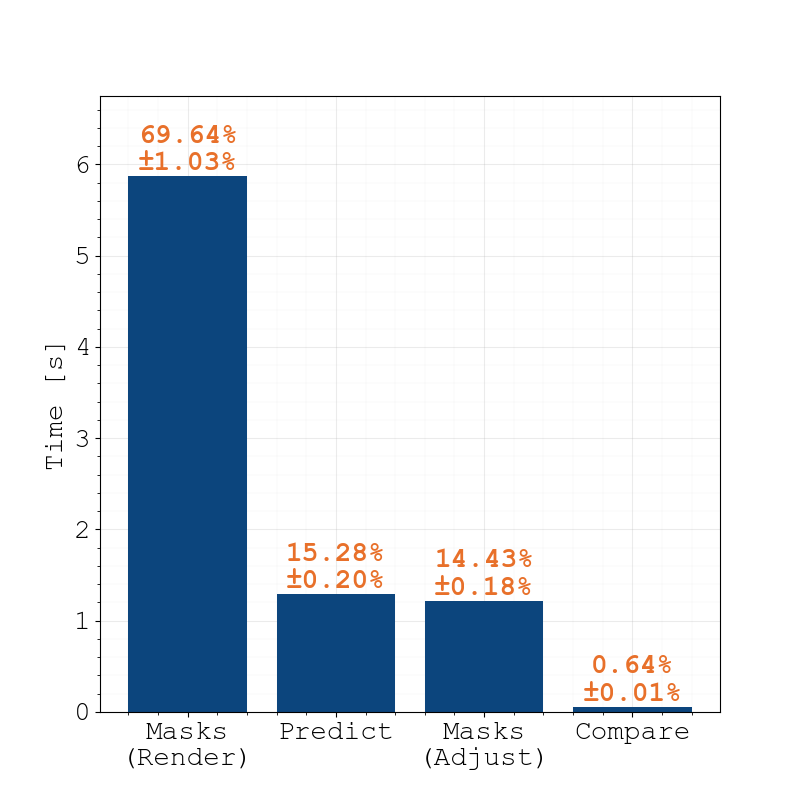 69.64%
±1.03%
15.28%
±0.20%
14.43%
±0.18%
0.64%
±0.01%
6
5
4
3
2
1
0
Time [s]
Masks
(Render)
Predict
Masks
(Adjust)
Compare